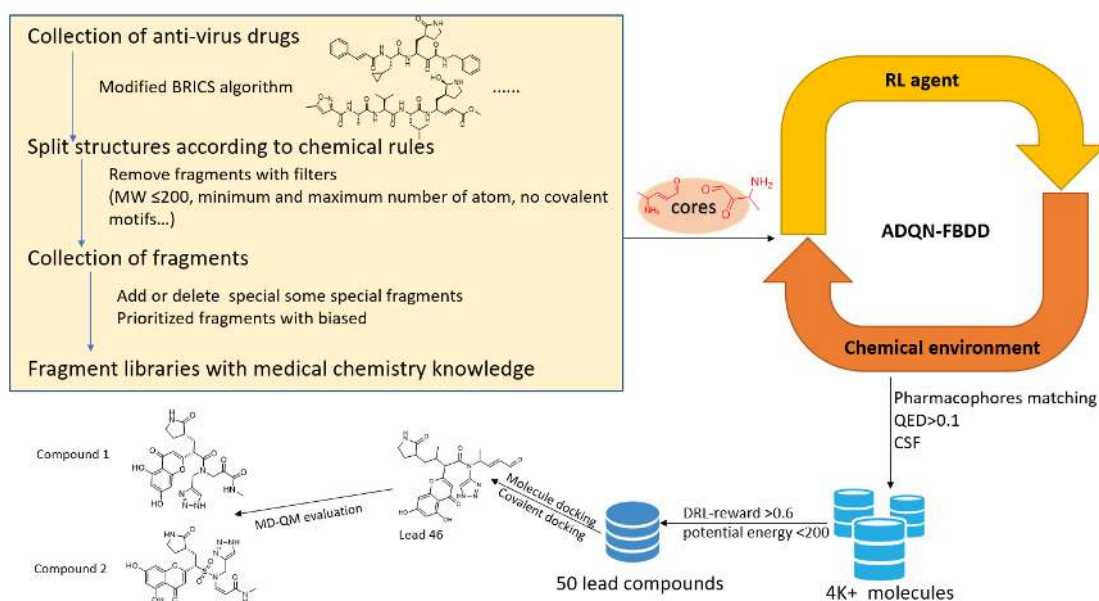 Collection of anti-virus drugs
Modified BRICS algorithm
......
Split structures according to chemical rules
Remove fragments with filters
(MW ≤200, minimum and maximum number of atom, no covalent
motifs...)
Collection of fragments
Add or delete special some special fragments
Prioritized fragments with biased
Fragment libraries with medical chemistry knowledge
cores
RL agent
ADQN-FBDD
Chemical environment
Pharmacophores matching
QED>0.1
CSF
4K+ molecules
DRL-reward >0.6
potential energy <200
50 lead compounds
Molecule docking
Covalent docking
Lead 46
MD-QM evaluation
Compound 1
Compound 2